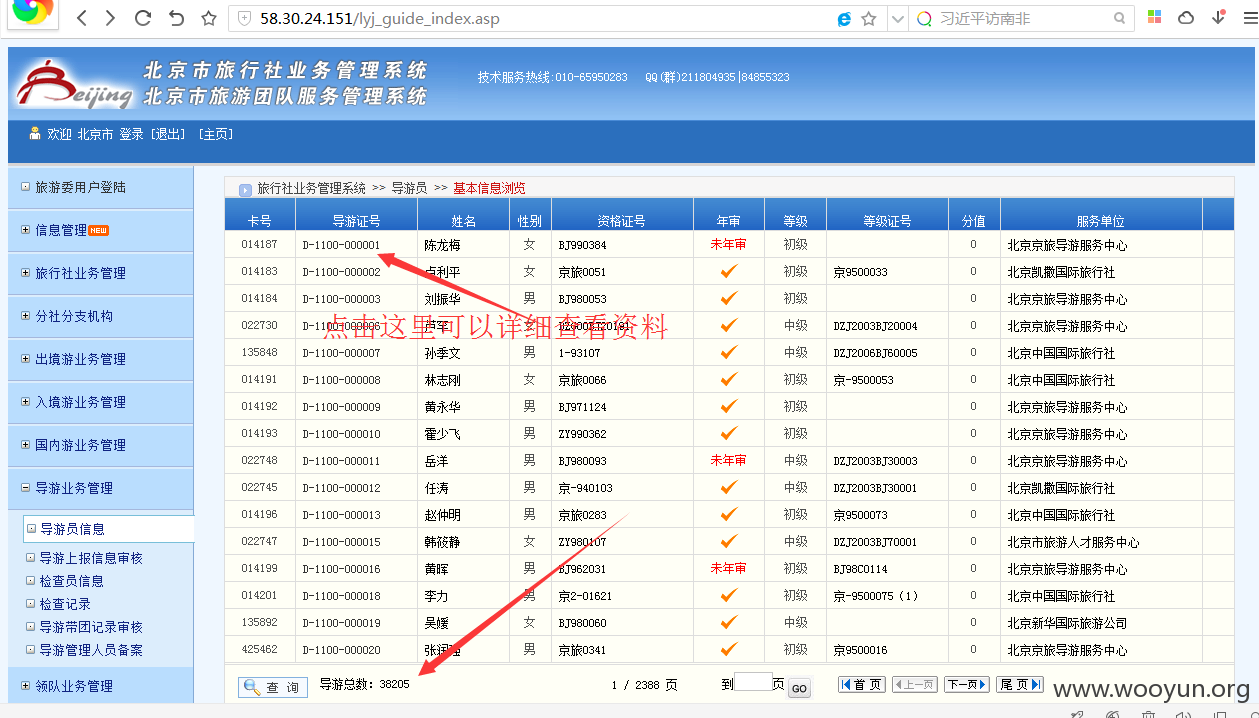 58.30.24.151/lyj_guide_index.asp
习近平访南非
北京市旅行社业务管理系统
北京市旅游团队服务管理系统
Beijing
技术服务热线:010-65950283 QQ(群)211804935|84855323
欢迎 北京市 登录 [退出] [主页]
旅游委用户登陆
信息管理 NEW
旅行社业务管理
分社分支机构
出境游业务管理
入境游业务管理
国内游业务管理
导游业务管理
导游员信息
导游上报信息审核
检查员信息
检查记录
导游带团记录审核
导游管理人员备案
领队业务管理
旅行社业务管理系统 >> 导游员 >> 基本信息浏览
卡号 导游证号 姓名 性别 资格证号 年审 等级 等级证号 分值 服务单位
014187 D-1100-000001 陈龙梅 女 BJ990384 未年审 初级 0 北京京旅导游服务中心
014183 D-1100-000002 卢利平 女 京旅0051 初级 京9500033 0 北京凯撒国际旅行社
014184 D-1100-000003 刘振华 男 BJ980053 初级 0 北京京旅导游服务中心
022730 D-1100-000006 中级 DZJ2003BJ20004 0 北京京旅导游服务中心
点击这里可以详细查看资料
135848 D-1100-000007 孙季文 男 1-93107 中级 DZJ2006BJ60005 0 北京中国国际旅行社
014191 D-1100-000008 林志刚 女 京旅0066 初级 京-9500053 0 北京中国国际旅行社
014192 D-1100-000009 黄永华 男 BJ971124 初级 0 北京京旅导游服务中心
014193 D-1100-000010 霍少飞 男 ZY990362 初级 0 北京京旅导游服务中心
022748 D-1100-000011 岳洋 男 BJ980093 未年审 中级 DZJ2003BJ30003 0 北京京旅导游服务中心
022745 D-1100-000012 任涛 男 京-940103 中级 DZJ2003BJ30001 0 北京凯撒国际旅行社
014196 D-1100-000013 赵仲明 男 京旅0283 初级 京9500073 0 北京中国国际旅行社
022747 D-1100-000015 韩筱静 女 ZY980107 中级 DZJ2003BJ70001 0 北京市旅游人才服务中心
014199 D-1100-000016 黄晖 男 BJ962031 未年审 初级 BJ98C0114 0 北京京旅导游服务中心
014201 D-1100-000018 李力 男 京2-01621 初级 京-9500075（1） 0 北京中国国际旅行社
135892 D-1100-000019 吴媛 女 BJ980060 中级 0 北京新华国际旅游公司
425462 D-1100-000020 张润强 男 京旅0341 初级 京9500016 0 北京京旅导游服务中心
查 询 导游总数：38205 1 / 2388 页 到 页 GO 首 页 上一页 下一页 尾 页
www.wooyun.org